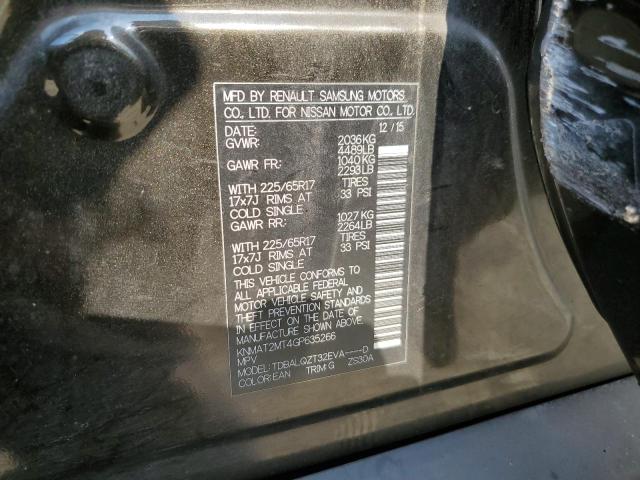 MFD BY RENAULT SAMSUNG MOTORS
CO., LTD. FOR NISSAN MOTOR CO., LTD.
DATE: 12 / 15
GVWR: 2036KG
4489LB
GAWR FR: 1040KG
2293LB
WITH 225/65R17 TIRES
17x7J RIMS AT 33 PSI
COLD SINGLE
GAWR RR: 1027 KG
2264LB
WITH 225/65R17 TIRES
17x7J RIMS AT 33 PSI
COLD SINGLE
THIS VEHICLE CONFORMS TO
ALL APPLICABLE FEDERAL
MOTOR VEHICLE SAFETY AND
THEFT PREVENTION STANDARDS
IN EFFECT ON THE DATE OF
MANUFACTURE SHOWN ABOVE.
KNMAT2MT4GP635266
MPV
MODEL: TDBALQZT32EVA----D
COLOR:EAN TRIM:G ZS30A